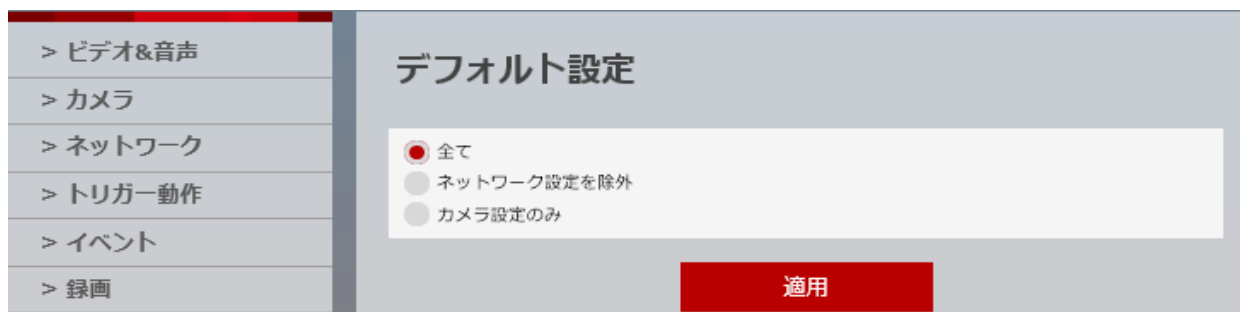 > ビデオ&音声
> カメラ
> ネットワーク
> トリガー動作
> イベント
> 録画
デフォルト設定
全て
ネットワーク設定を除外
カメラ設定のみ
適用